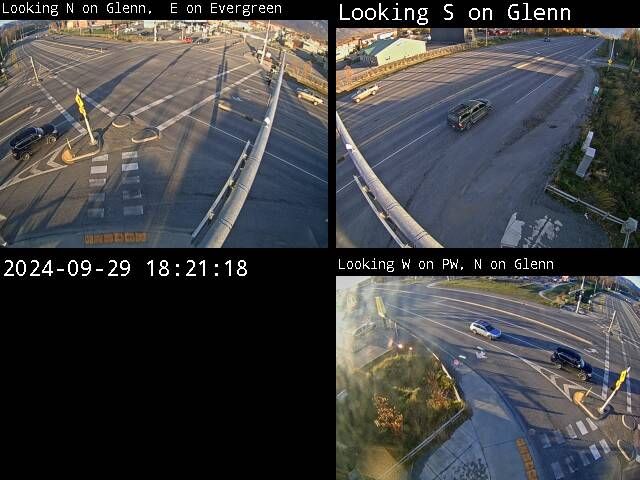 Looking N on Glenn,  E on Evergreen
Looking S on Glenn
2024-09-29 18:21:18
Looking W on PW, N on Glenn